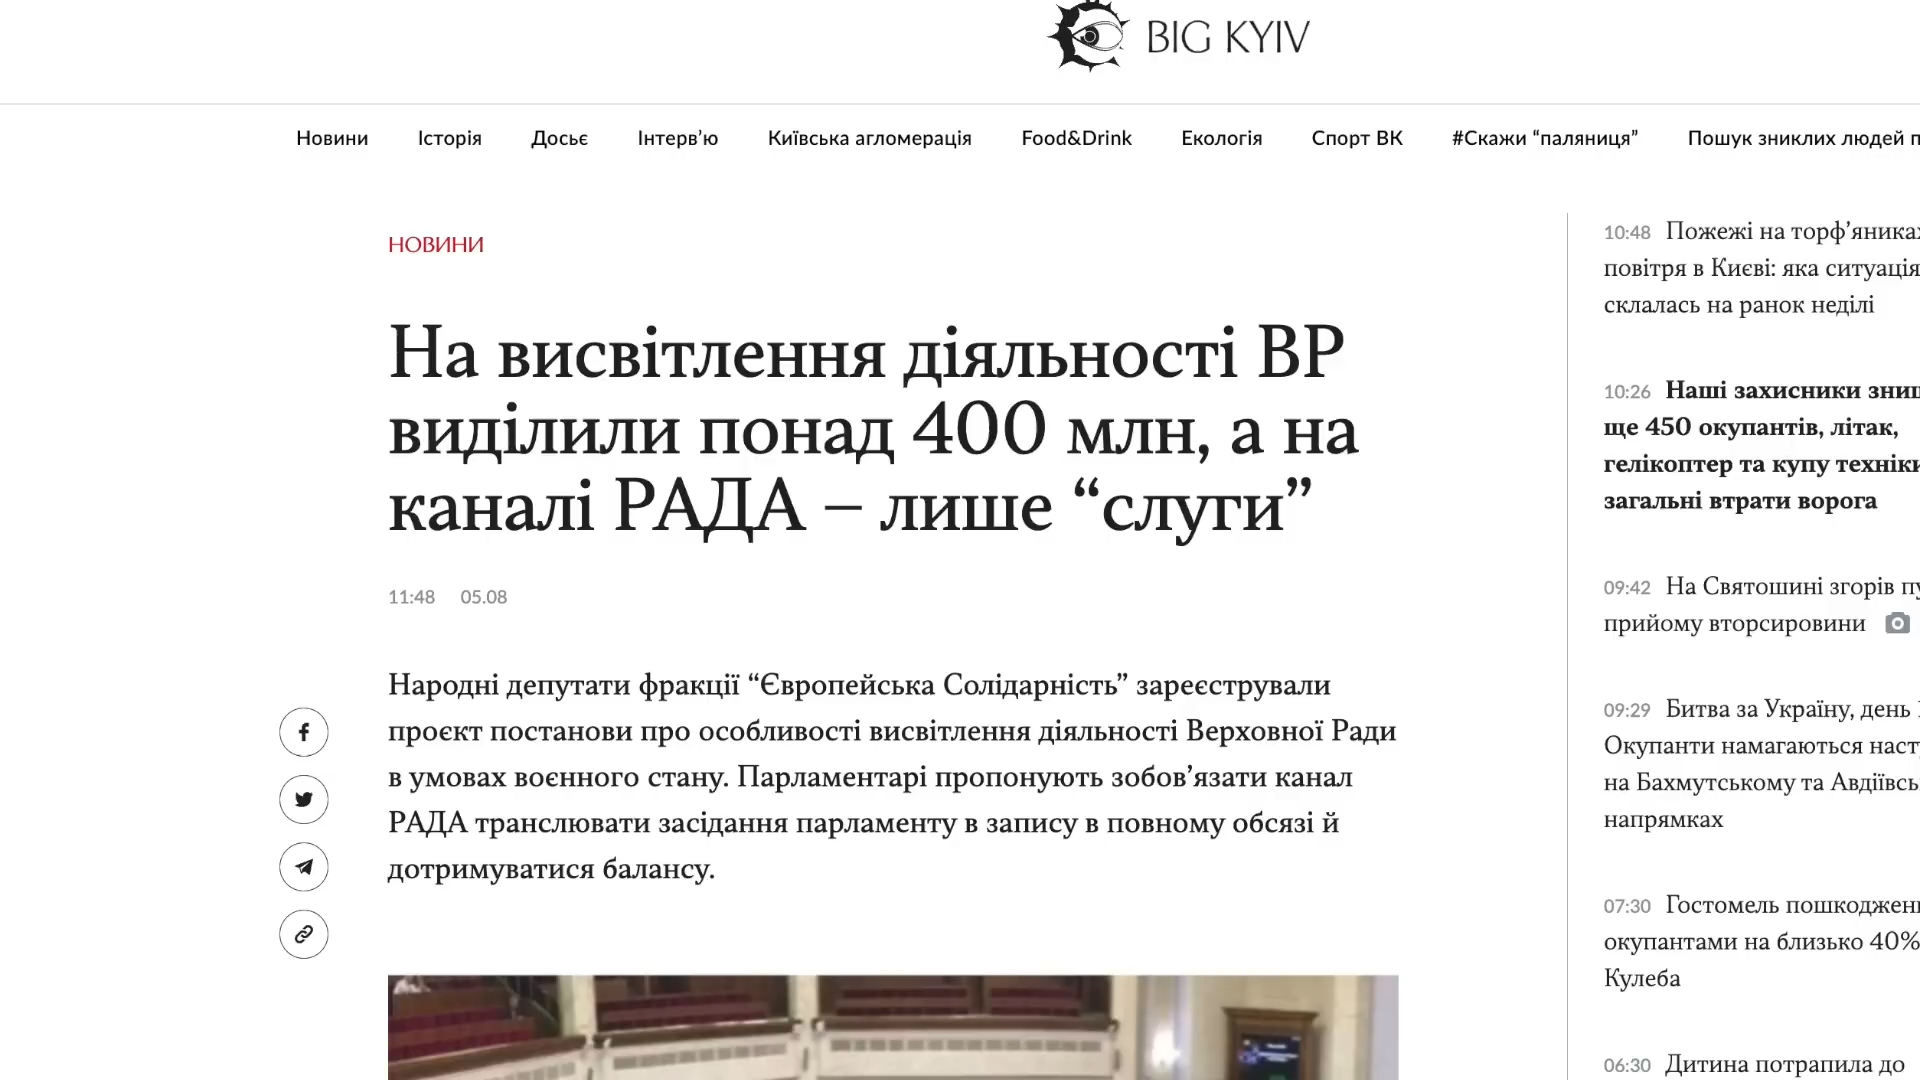 BIG KYIV
Новини Історія Досьє Інтерв’ю Київська агломерація Food&Drink Екологія Спорт ВК #Скажи “паляниця” Пошук зниклих людей
НОВИНИ
На висвітлення діяльності ВР
виділили понад 400 млн, а на
каналі РАДА – лише “слуги”
11:48 05.08
Народні депутати фракції “Європейська Солідарність” зареєстрували
проєкт постанови про особливості висвітлення діяльності Верховної Ради
в умовах воєнного стану. Парламентарі пропонують зобов’язати канал
РАДА транслювати засідання парламенту в запису в повному обсязі й
дотримуватися балансу.
10:48 Пожежі на торф’яниках
повітря в Києві: яка ситуація
склалась на ранок неділі
10:26 Наші захисники
ще 450 окупантів, літак,
гелікоптер та купу техніки
загальні втрати ворога
09:42 На Святошині згорів
прийому вторсировини
09:29 Битва за Україну, день
Окупанти намагаються
на Бахмутському та
напрямках
07:30 Гостомель
окупантами на близько 40%
Кулеба
06:30 Дитина потрапила до